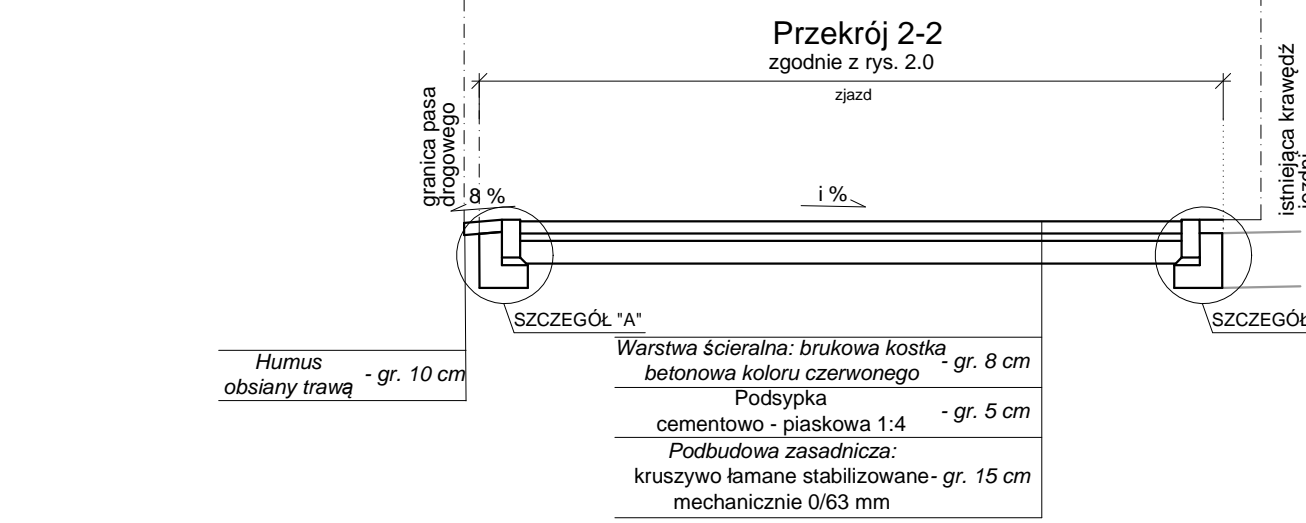 Przekrój 2-2
zgodnie z rys. 2.0
zjazd
granica pasa
drogowego
istniejąca krawędź
8 %
i %
SZCZEGÓŁ "A"
SZCZEGÓŁ
Humus
obsiany trawą - gr. 10 cm
Warstwa ścieralna: brukowa kostka
betonowa koloru czerwonego - gr. 8 cm
Podsypka
cementowo - piaskowa 1:4 - gr. 5 cm
Podbudowa zasadnicza:
kruszywo łamane stabilizowane- gr. 15 cm
mechanicznie 0/63 mm